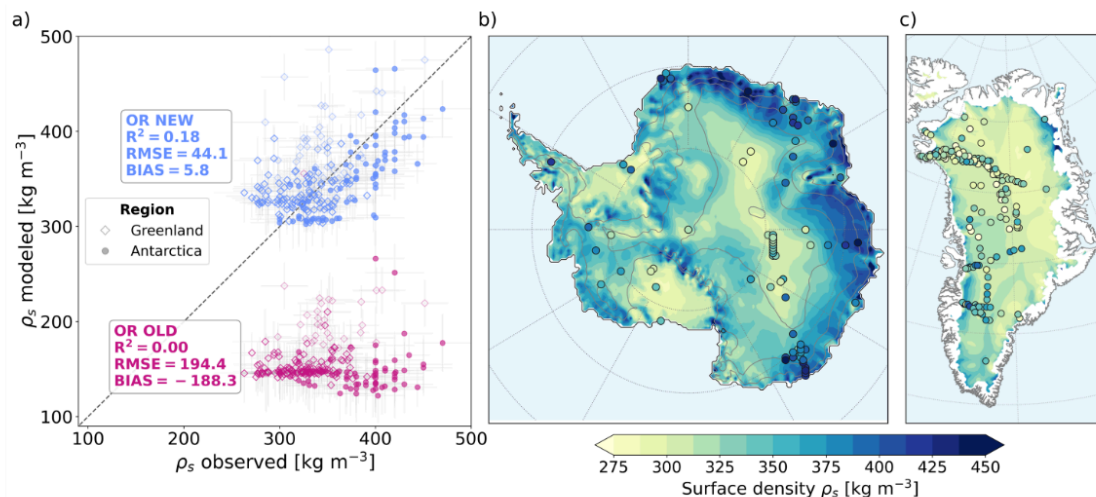 a)
500
400
300
200
100
ρs modeled [kg m⁻³]
OR NEW
R² = 0.18
RMSE = 44.1
BIAS = 5.8
Region
Greenland
Antarctica
OR OLD
R² = 0.00
RMSE = 194.4
BIAS = − 188.3
100 200 300 400 500
ρs observed [kg m⁻³]
b)
c)
275 300 325 350 375 400 425 450
Surface density ρs [kg m⁻³]